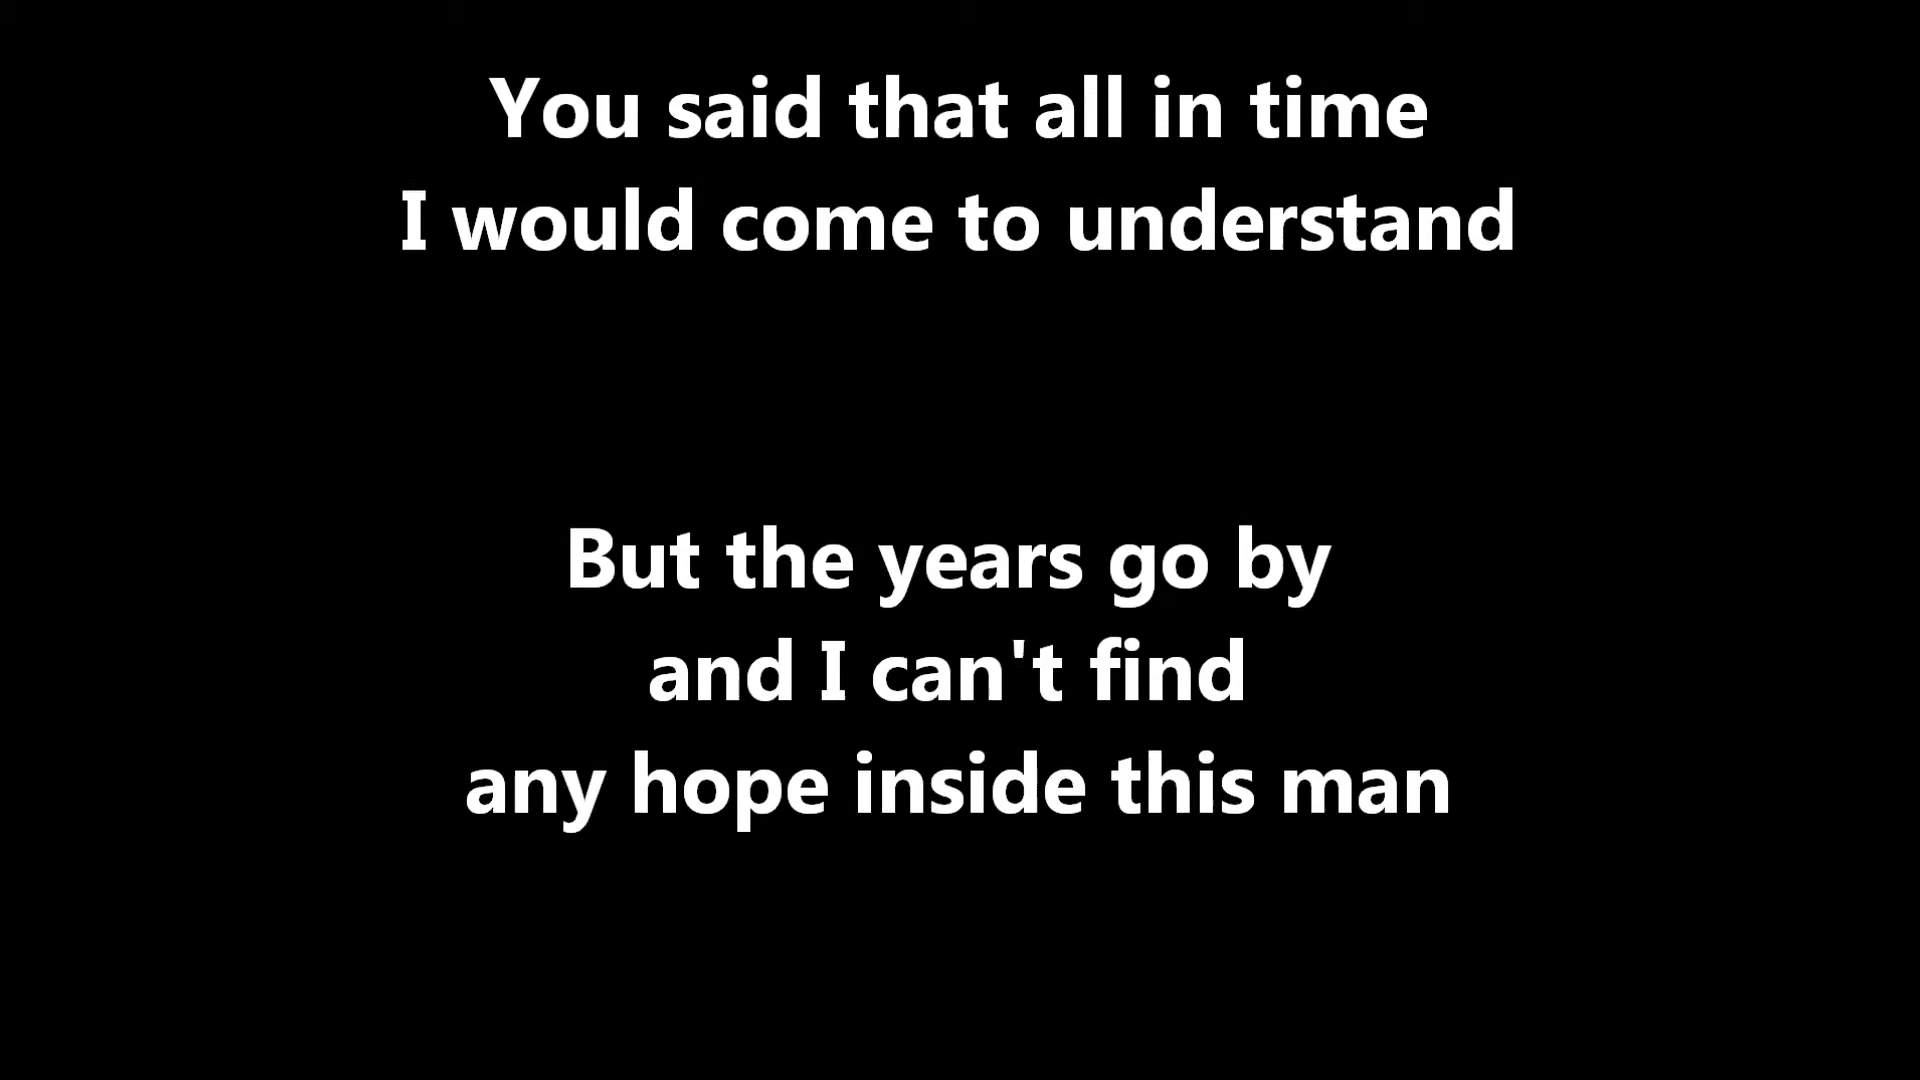 You said that all in time
I would come to understand
But the years go by
and I can't find
any hope inside this man